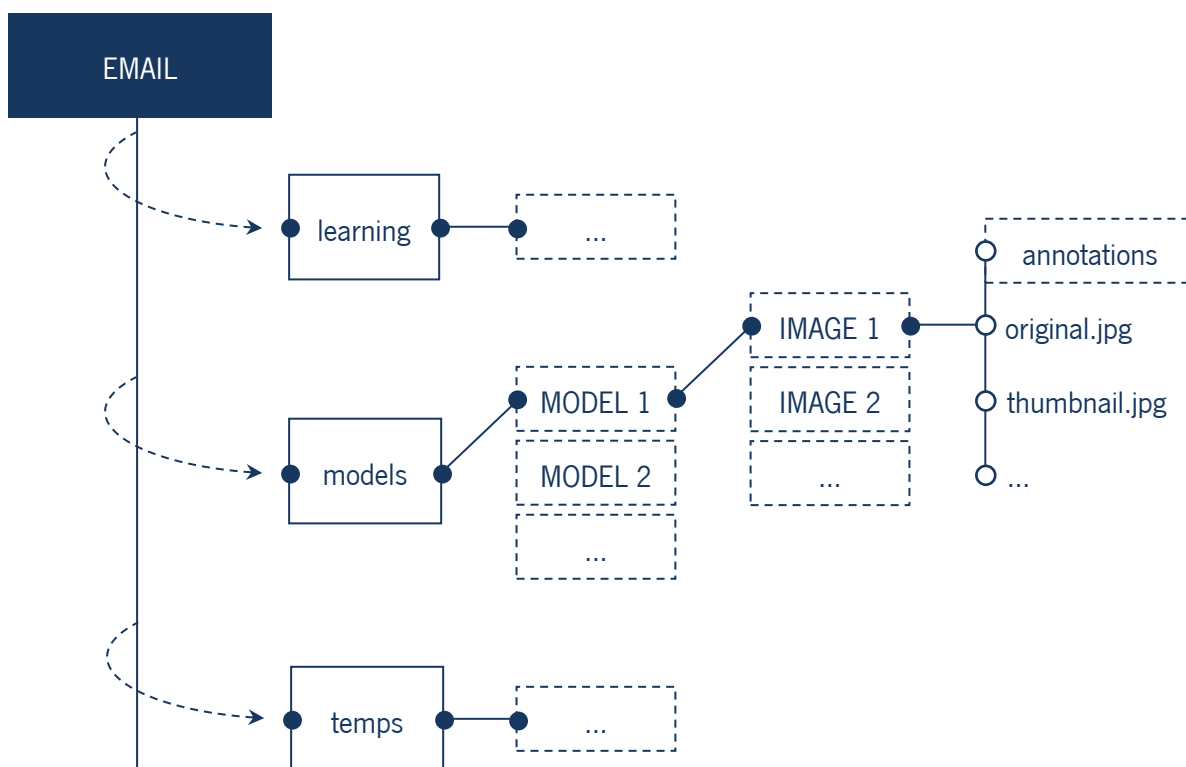 EMAIL
learning
...
annotations
IMAGE 1
original.jpg
MODEL 1
IMAGE 2
thumbnail.jpg
models
MODEL 2
...
...
...
temps
...